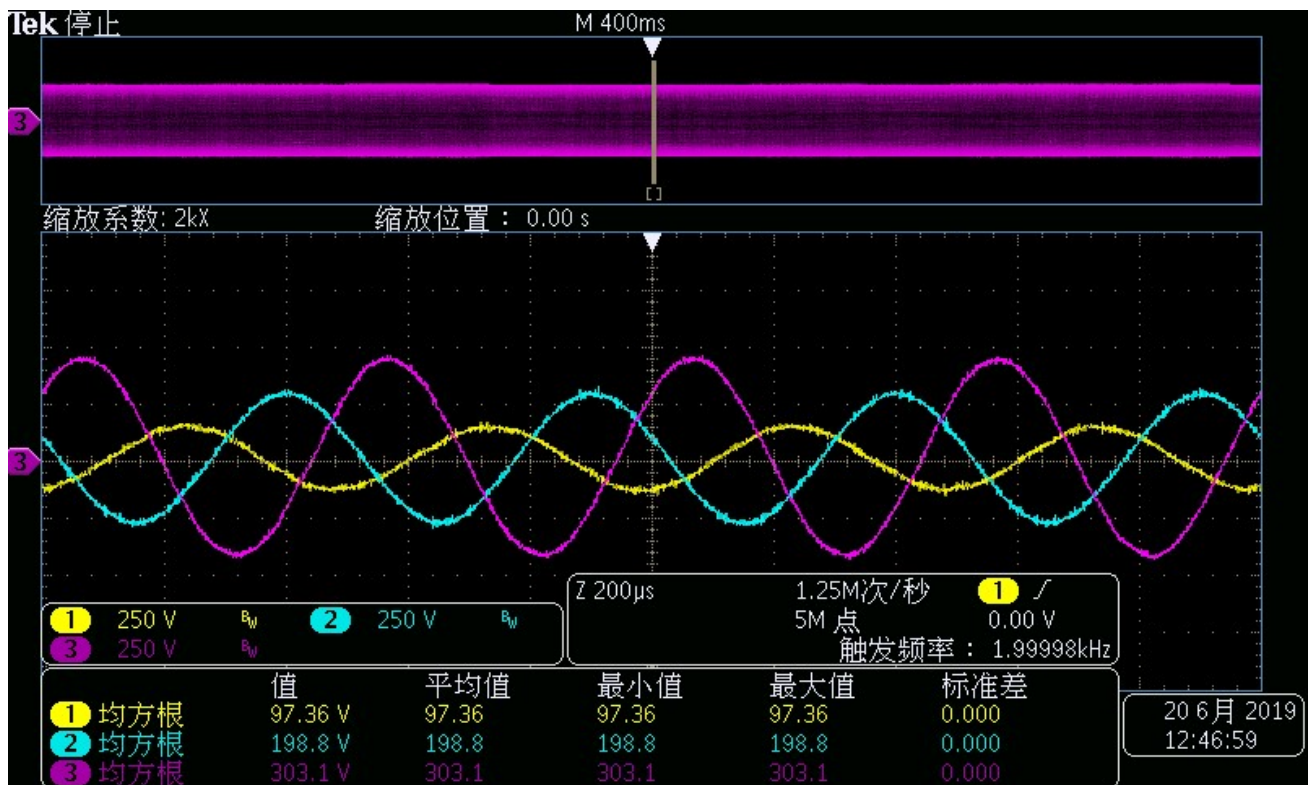 Tek 停止 M 400ms
3
[]
缩放系数: 2kX 缩放位置： 0.00 s
3
Z 200µs 1.25M次/秒 1 /
1 250 V BW 2 250 V BW 5M 点 0.00 V
3 250 V BW 触发频率： 1.99998kHz
值 平均值 最小值 最大值 标准差
1 均方根 97.36 V 97.36 97.36 97.36 0.000
2 均方根 198.8 V 198.8 198.8 198.8 0.000
3 均方根 303.1 V 303.1 303.1 303.1 0.000
20 6月 2019
12:46:59